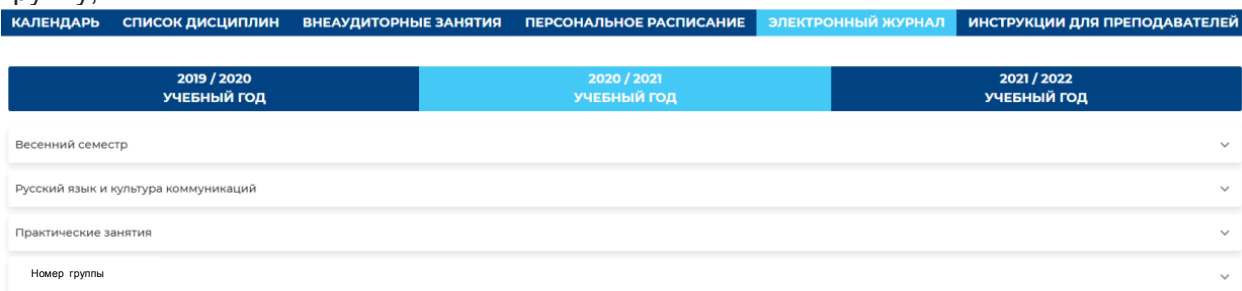 КАЛЕНДАРЬ СПИСОК ДИСЦИПЛИН ВНЕАУДИТОРНЫЕ ЗАНЯТИЯ ПЕРСОНАЛЬНОЕ РАСПИСАНИЕ ЭЛЕКТРОННЫЙ ЖУРНАЛ ИНСТРУКЦИИ ДЛЯ ПРЕПОДАВАТЕЛЕЙ
2019 / 2020 2020 / 2021 2021 / 2022
УЧЕБНЫЙ ГОД УЧЕБНЫЙ ГОД УЧЕБНЫЙ ГОД
Весенний семестр
Русский язык и культура коммуникаций
Практические занятия
Номер группы